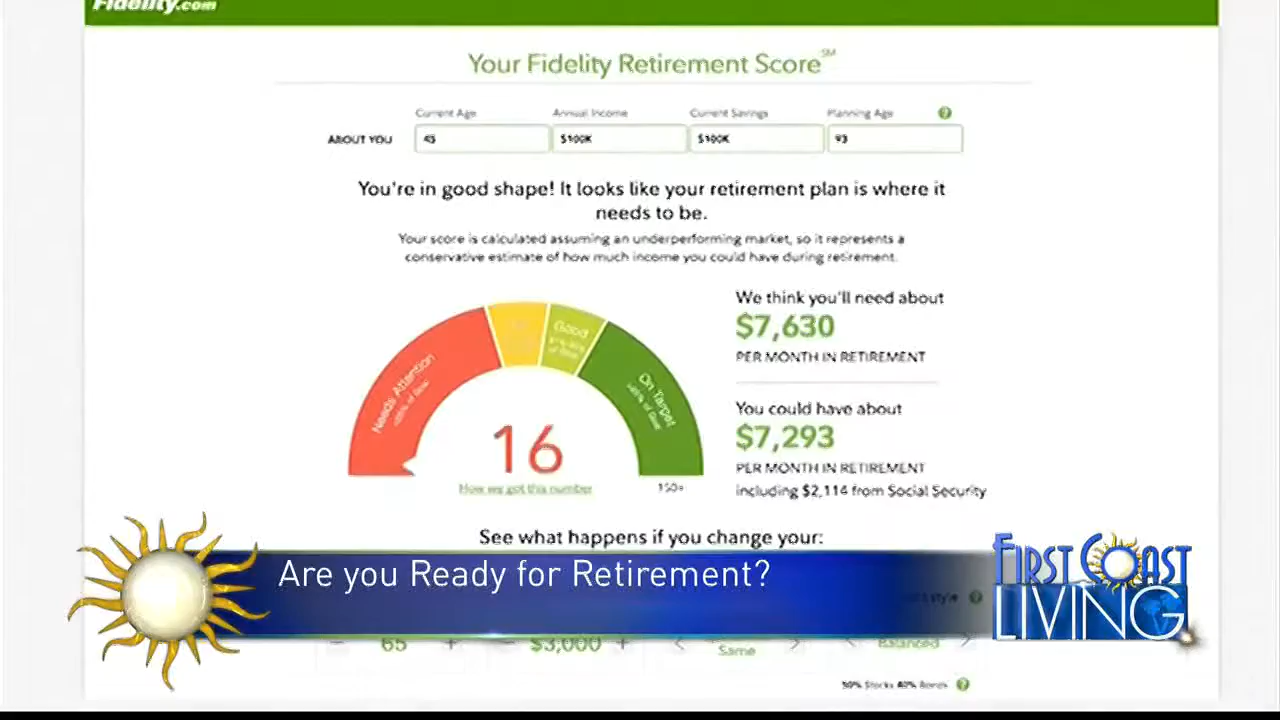 Fidelity.com
Your Fidelity Retirement Score SM
Current Age Annual Income Current Savings Planning Age ?
ABOUT YOU 45 $100K $100K 93
You're in good shape! It looks like your retirement plan is where it
needs to be.
Your score is calculated assuming an underperforming market, so it represents a
conservative estimate of how much income you could have during retirement.
Needs Attention
Good
On Target
16
How we got this number
150+
We think you'll need about
$7,630
PER MONTH IN RETIREMENT
You could have about
$7,293
PER MONTH IN RETIREMENT
including $2,114 from Social Security
See what happens if you change your:
Are you Ready for Retirement?
FIRST COAST
LIVING
style ?
− 65 + − $3,000 + < Same > < Balanced >
Stocks 40% Bonds ?